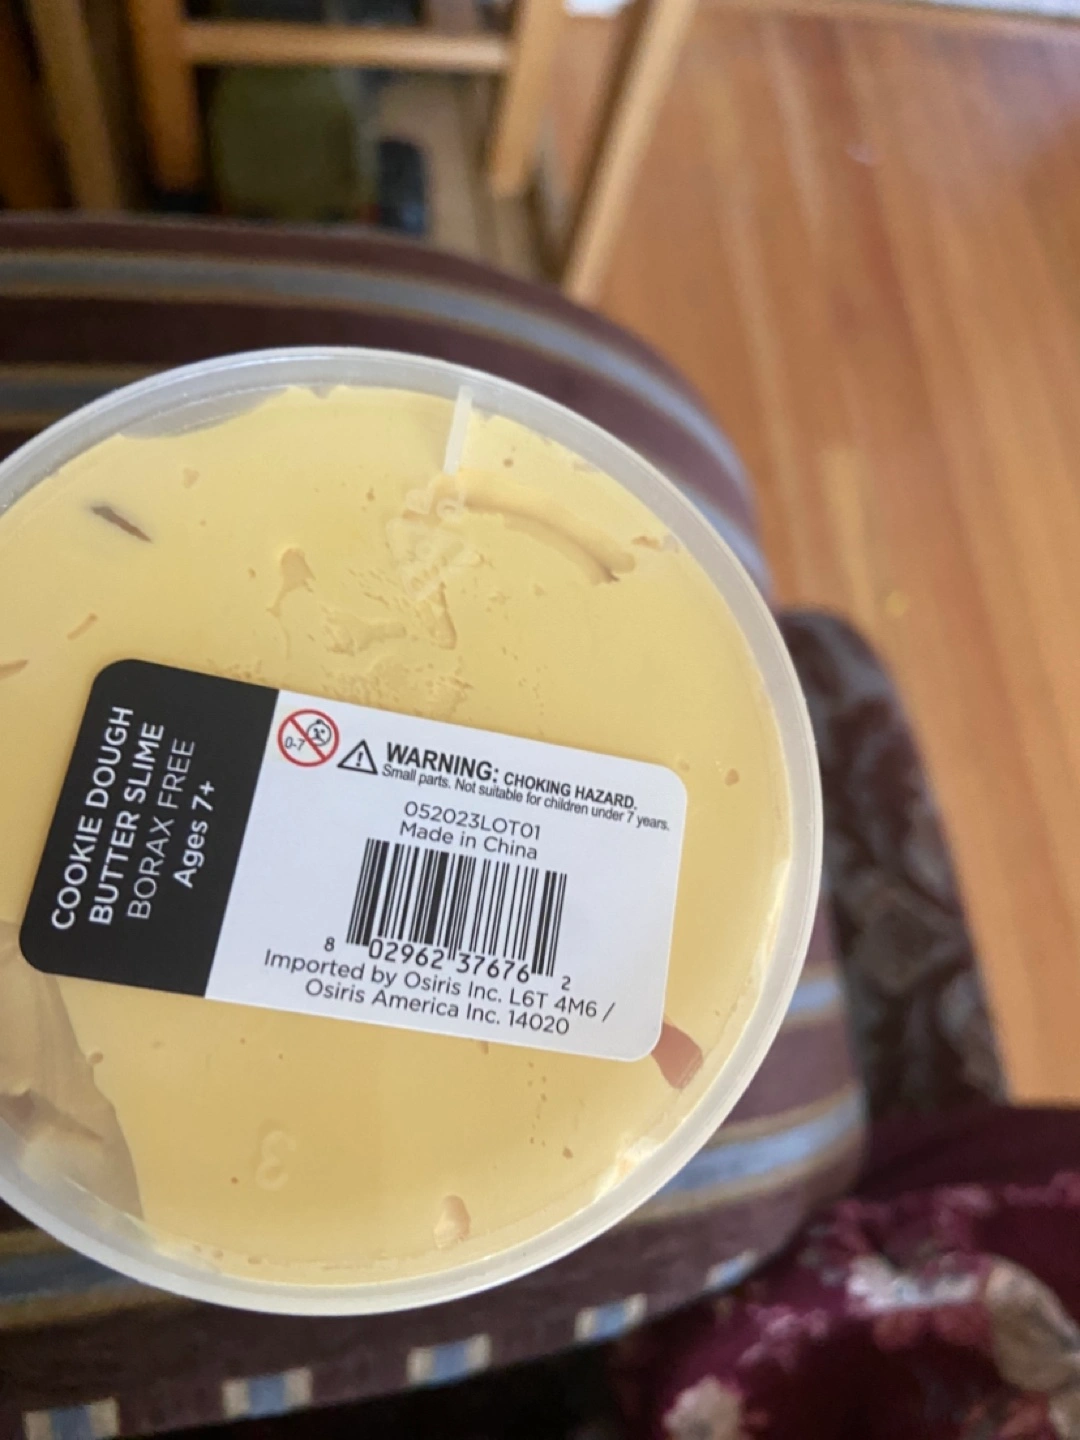 COOKIE DOUGH
BUTTER SLIME
BORAX FREE
Ages 7+
0-7
WARNING: CHOKING HAZARD.
Small parts. Not suitable for children under 7 years.
052023LOT01
Made in China
8 02962 37676 2
Imported by Osiris Inc. L6T 4M6 /
Osiris America Inc. 14020